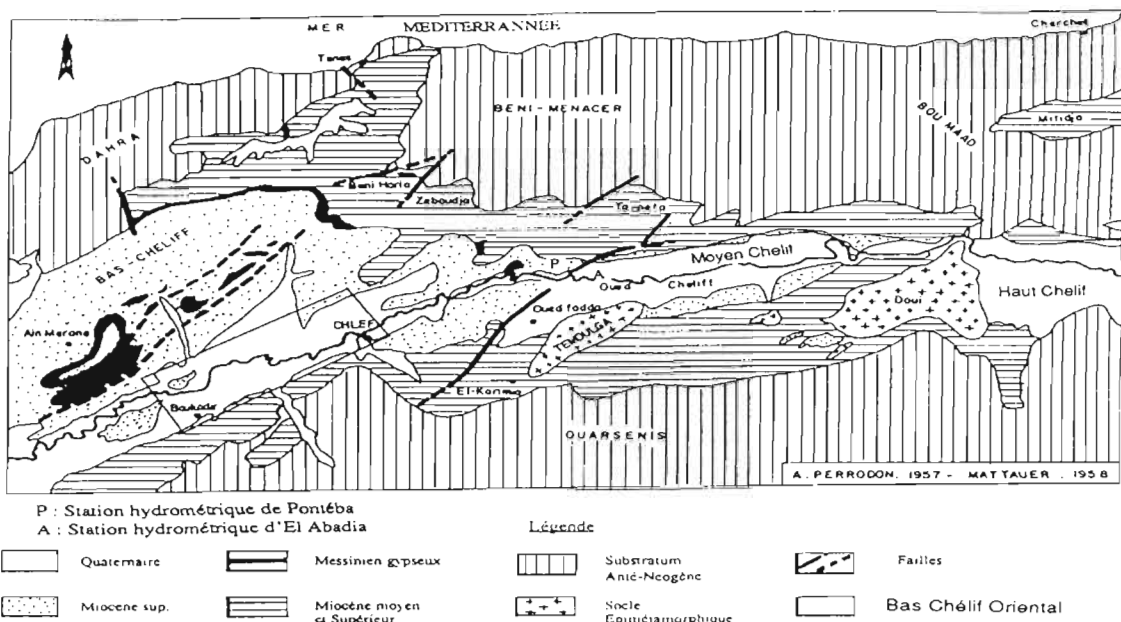 MER MEDITERRANNEE
Cherchel
Tenes
BENI-MENACER
BOU MAAD
Mitidja
DAHRA
Beni Haria
Zeboudja
Tacheta
BAS-CHELIFF
P
A
Moyen Chelif
Oued Cheliff
Haut Chelif
Doui
Oued fodda
TEMOULGA
Ain Merane
CHLEF
El-Karimia
Boukadir
OUARSENIS
A. PERRODON. 1957 - MATTAUER . 1958
P : Station hydrométrique de Pontéba
A : Station hydrométrique d'El Abadia
Légende
Quaternaire
Messinien gypseux
Substratum
Anté-Neogène
Failles
Miocene sup.
Miocène moyen
et Supérieur
Socle
Epimétamorphique
Bas Chélif Oriental